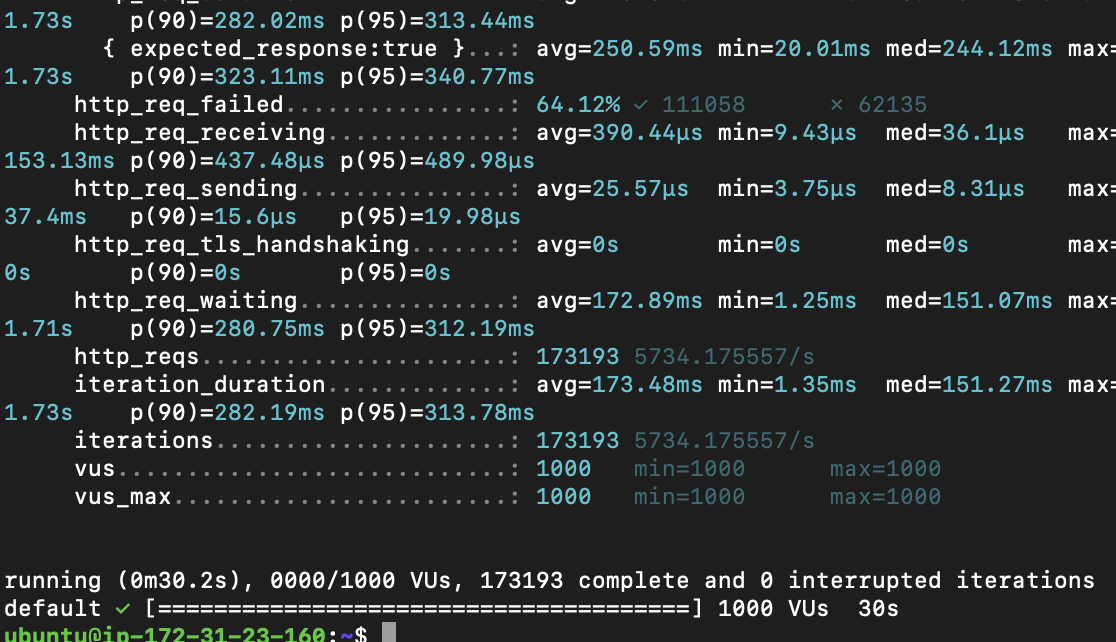 1.73s    p(90)=282.02ms p(95)=313.44ms
{ expected_response:true }...: avg=250.59ms min=20.01ms med=244.12ms max=
1.73s    p(90)=323.11ms p(95)=340.77ms
http_req_failed................: 64.12% ✓ 111058      × 62135
http_req_receiving.............: avg=390.44µs min=9.43µs  med=36.1µs   max=
153.13ms p(90)=437.48µs p(95)=489.98µs
http_req_sending...............: avg=25.57µs  min=3.75µs  med=8.31µs   max=
37.4ms   p(90)=15.6µs   p(95)=19.98µs
http_req_tls_handshaking.......: avg=0s       min=0s      med=0s       max=
0s       p(90)=0s       p(95)=0s
http_req_waiting...............: avg=172.89ms min=1.25ms  med=151.07ms max=
1.71s    p(90)=280.75ms p(95)=312.19ms
http_reqs......................: 173193 5734.175557/s
iteration_duration.............: avg=173.48ms min=1.35ms  med=151.27ms max=
1.73s    p(90)=282.19ms p(95)=313.78ms
iterations.....................: 173193 5734.175557/s
vus............................: 1000   min=1000      max=1000
vus_max........................: 1000   min=1000      max=1000
running (0m30.2s), 0000/1000 VUs, 173193 complete and 0 interrupted iterations
default ✓ [======================================] 1000 VUs  30s
ubuntu@ip-172-31-23-160:~$